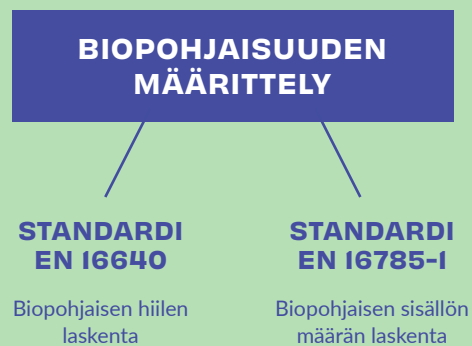 BIOPOHJAISUUDEN
MÄÄRITTELY
STANDARDI
EN 16640
Biopohjaisen hiilen
laskenta
STANDARDI
EN 16785-1
Biopohjaisen sisällön
määrän laskenta